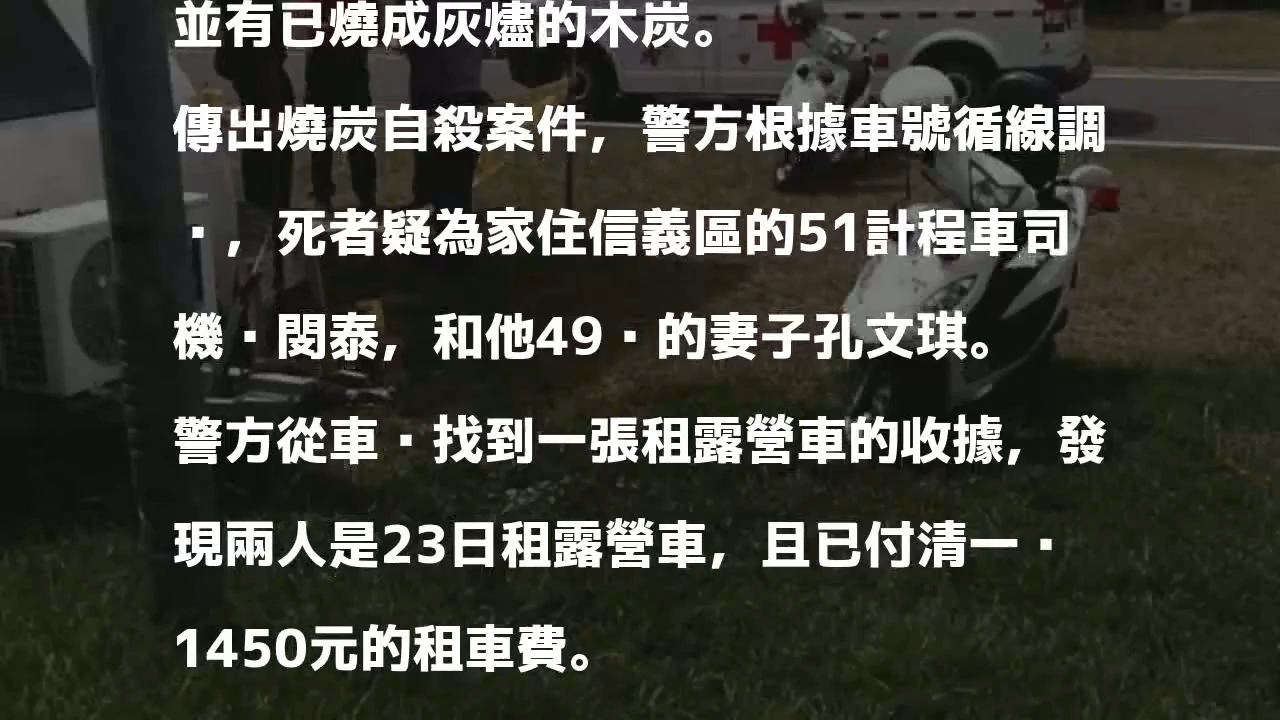 並有已燒成灰燼的木炭。
傳出燒炭自殺案件，警方根據車號循線調
·，死者疑為家住信義區的51計程車司
機·閔泰，和他49·的妻子孔文琪。
警方從車·找到一張租露營車的收據，發
現兩人是23日租露營車，且已付清一·
1450元的租車費。